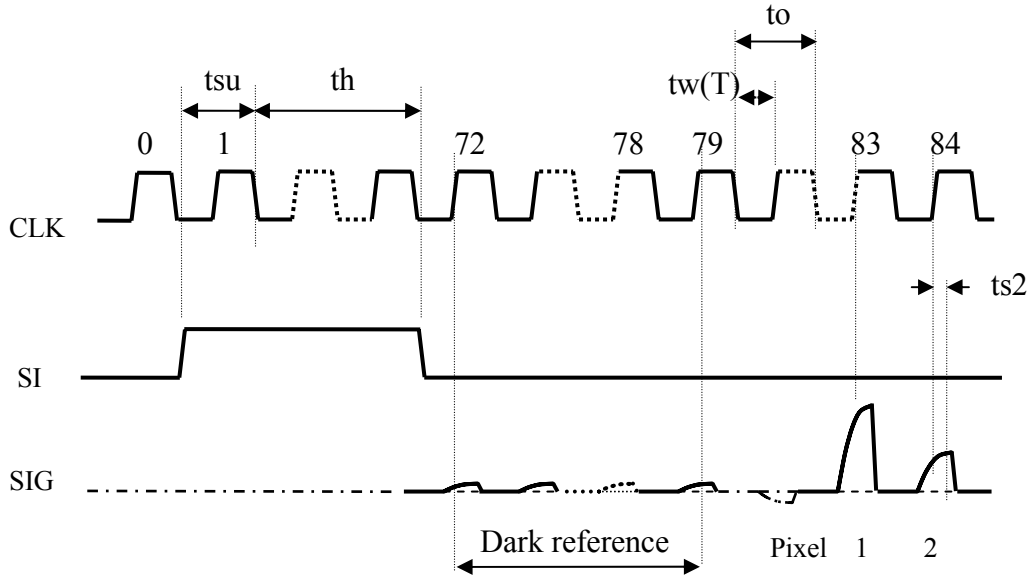 to
tsu th tw(T)
0 1 72 78 79 83 84
CLK
ts2
SI
SIG
Dark reference Pixel 1 2